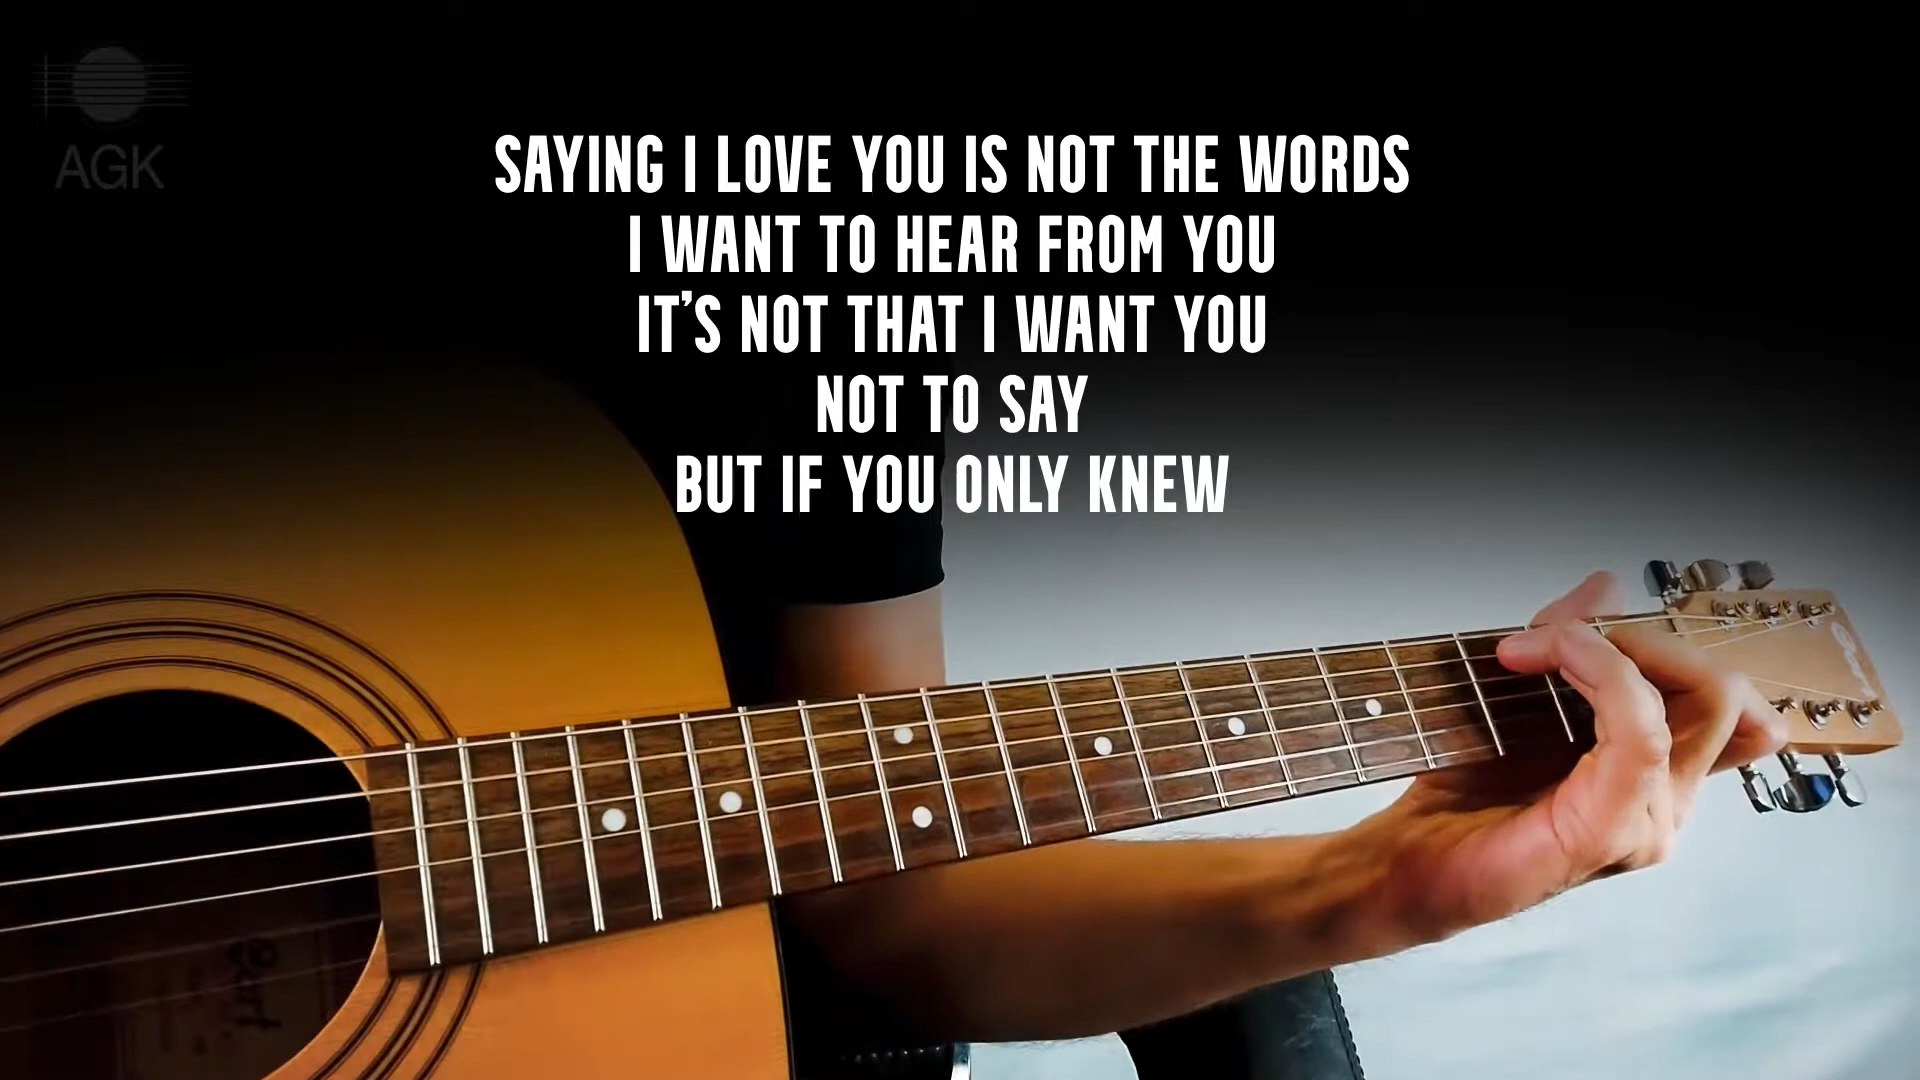 AGK
SAYING I LOVE YOU IS NOT THE WORDS
I WANT TO HEAR FROM YOU
IT'S NOT THAT I WANT YOU
NOT TO SAY
BUT IF YOU ONLY KNEW